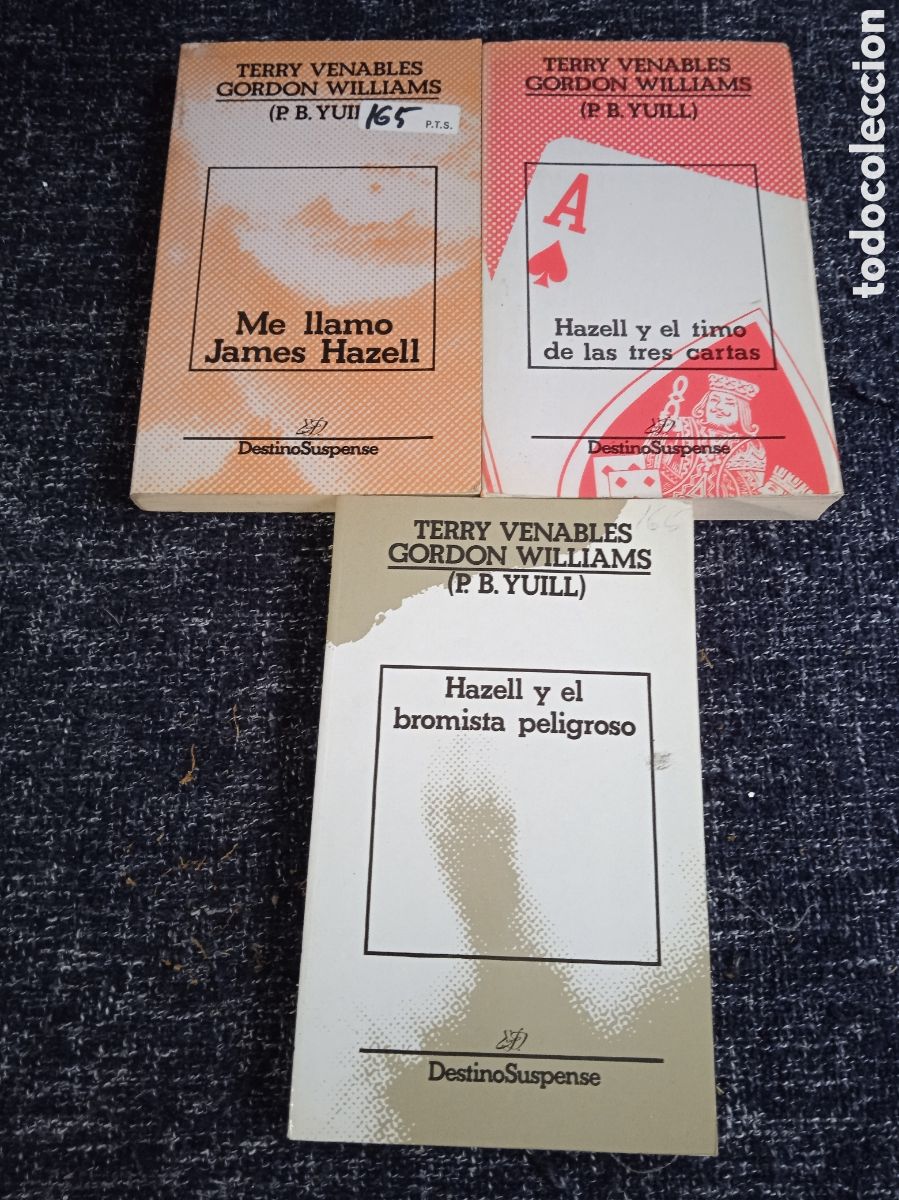 TERRY VENABLES
GORDON WILLIAMS
(P. B. YUI
165
P.T.S.
Me llamo
James Hazell
DestinoSuspense
TERRY VENABLES
GORDON WILLIAMS
(P. B. YUILL)
A
Hazell y el timo
de las tres cartas
DestinoSuspense
TERRY VENABLES
GORDON WILLIAMS
(P. B. YUILL)
Hazell y el
bromista peligroso
DestinoSuspense
todocoleccion